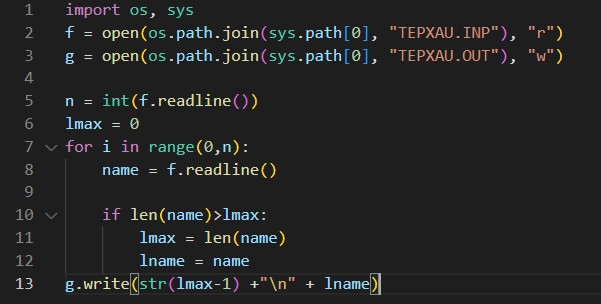 1 import os, sys
2 f = open(os.path.join(sys.path[0], "TEPXAU.INP"), "r")
3 g = open(os.path.join(sys.path[0], "TEPXAU.OUT"), "w")
4
5 n = int(f.readline())
6 lmax = 0
7 for i in range(0,n):
8     name = f.readline()
9
10     if len(name)>lmax:
11         lmax = len(name)
12         lname = name
13 g.write(str(lmax-1) +"\n" + lname)